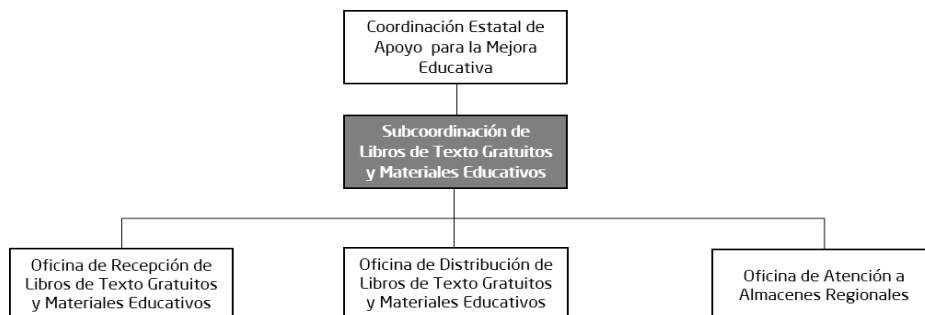 Coordinación Estatal de
Apoyo para la Mejora
Educativa
Subcoordinación de
Libros de Texto Gratuitos
y Materiales Educativos
Oficina de Recepción de
Libros de Texto Gratuitos
y Materiales Educativos
Oficina de Distribución de
Libros de Texto Gratuitos
y Materiales Educativos
Oficina de Atención a
Almacenes Regionales